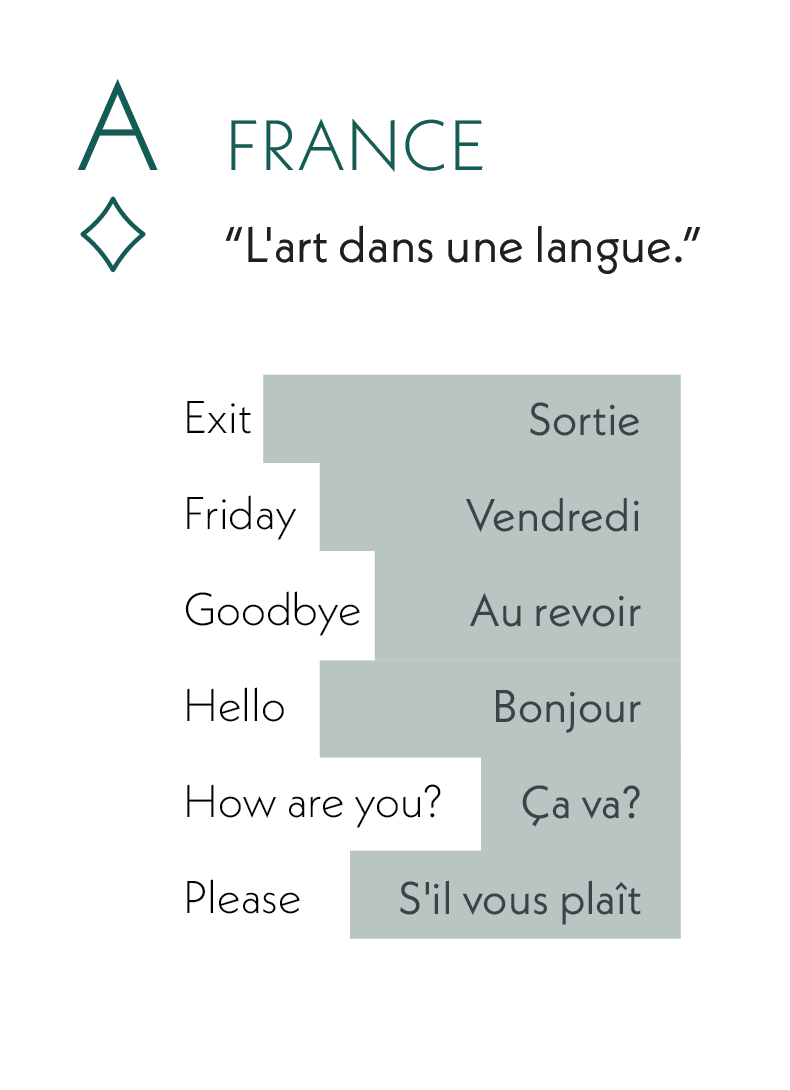 A
FRANCE
“L'art dans une langue.”
Exit Sortie
Friday Vendredi
Goodbye Au revoir
Hello Bonjour
How are you? Ça va?
Please S'il vous plaît